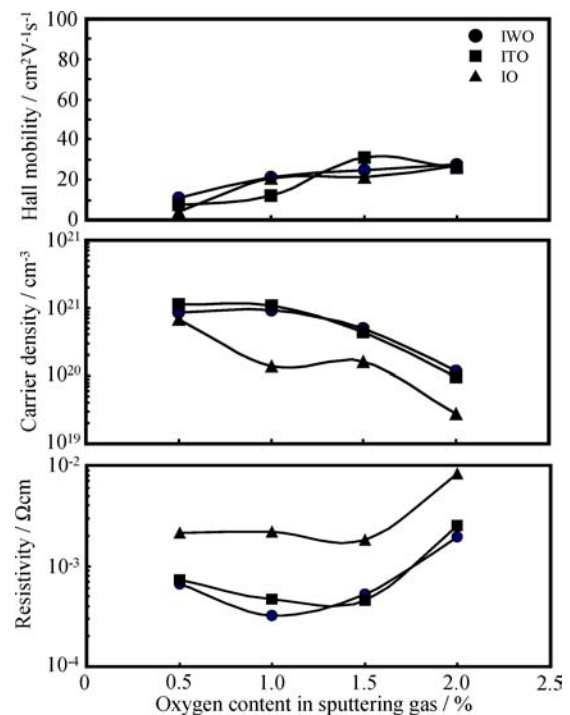 Hall mobility / cm²V⁻¹s⁻¹
100
80
60
40
20
0
IWO
ITO
IO
Carrier density / cm⁻³
10²¹
10²¹
10²⁰
10¹⁹
Resistivity / Ωcm
10⁻²
10⁻³
10⁻⁴
0 0.5 1.0 1.5 2.0 2.5
Oxygen content in sputtering gas / %